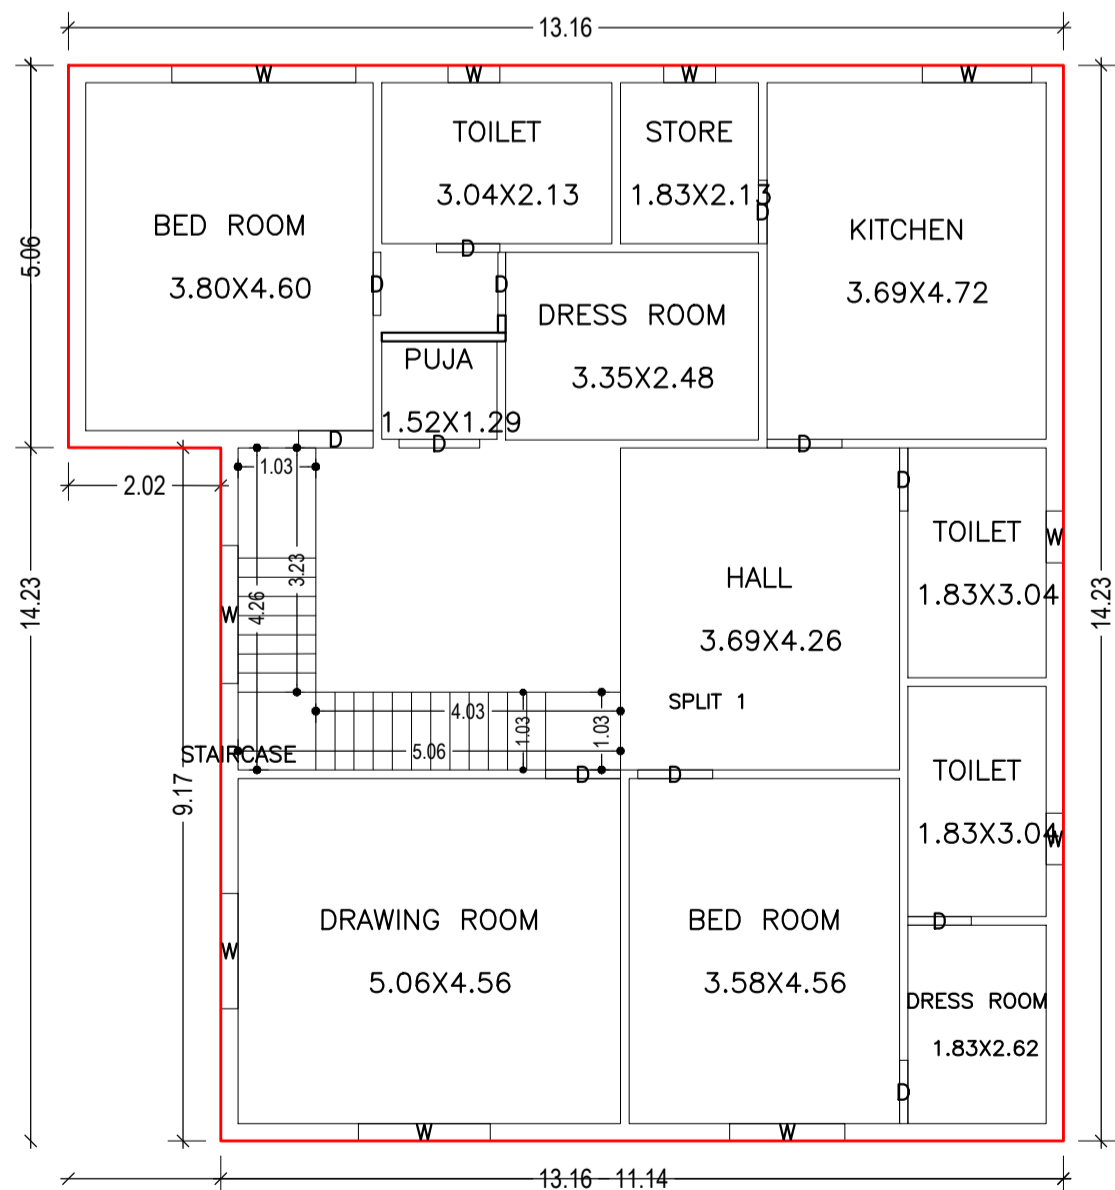 13.16
W
W
W
W
TOILET
3.04X2.13
STORE
1.83X2.13
D
BED ROOM
3.80X4.60
KITCHEN
3.69X4.72
5.06
D
D
D
DRESS ROOM
3.35X2.48
PUJA
1.52X1.29
D
D
D
1.03
2.02
D
TOILET
1.83X3.04
W
3.23
4.26
W
HALL
3.69X4.26
SPLIT 1
14.23
14.23
4.03
1.03
1.03
5.06
STAIRCASE
D
D
TOILET
1.83X3.04
W
9.17
DRAWING ROOM
5.06X4.56
W
BED ROOM
3.58X4.56
D
DRESS ROOM
1.83X2.62
D
W
W
13.16
11.14